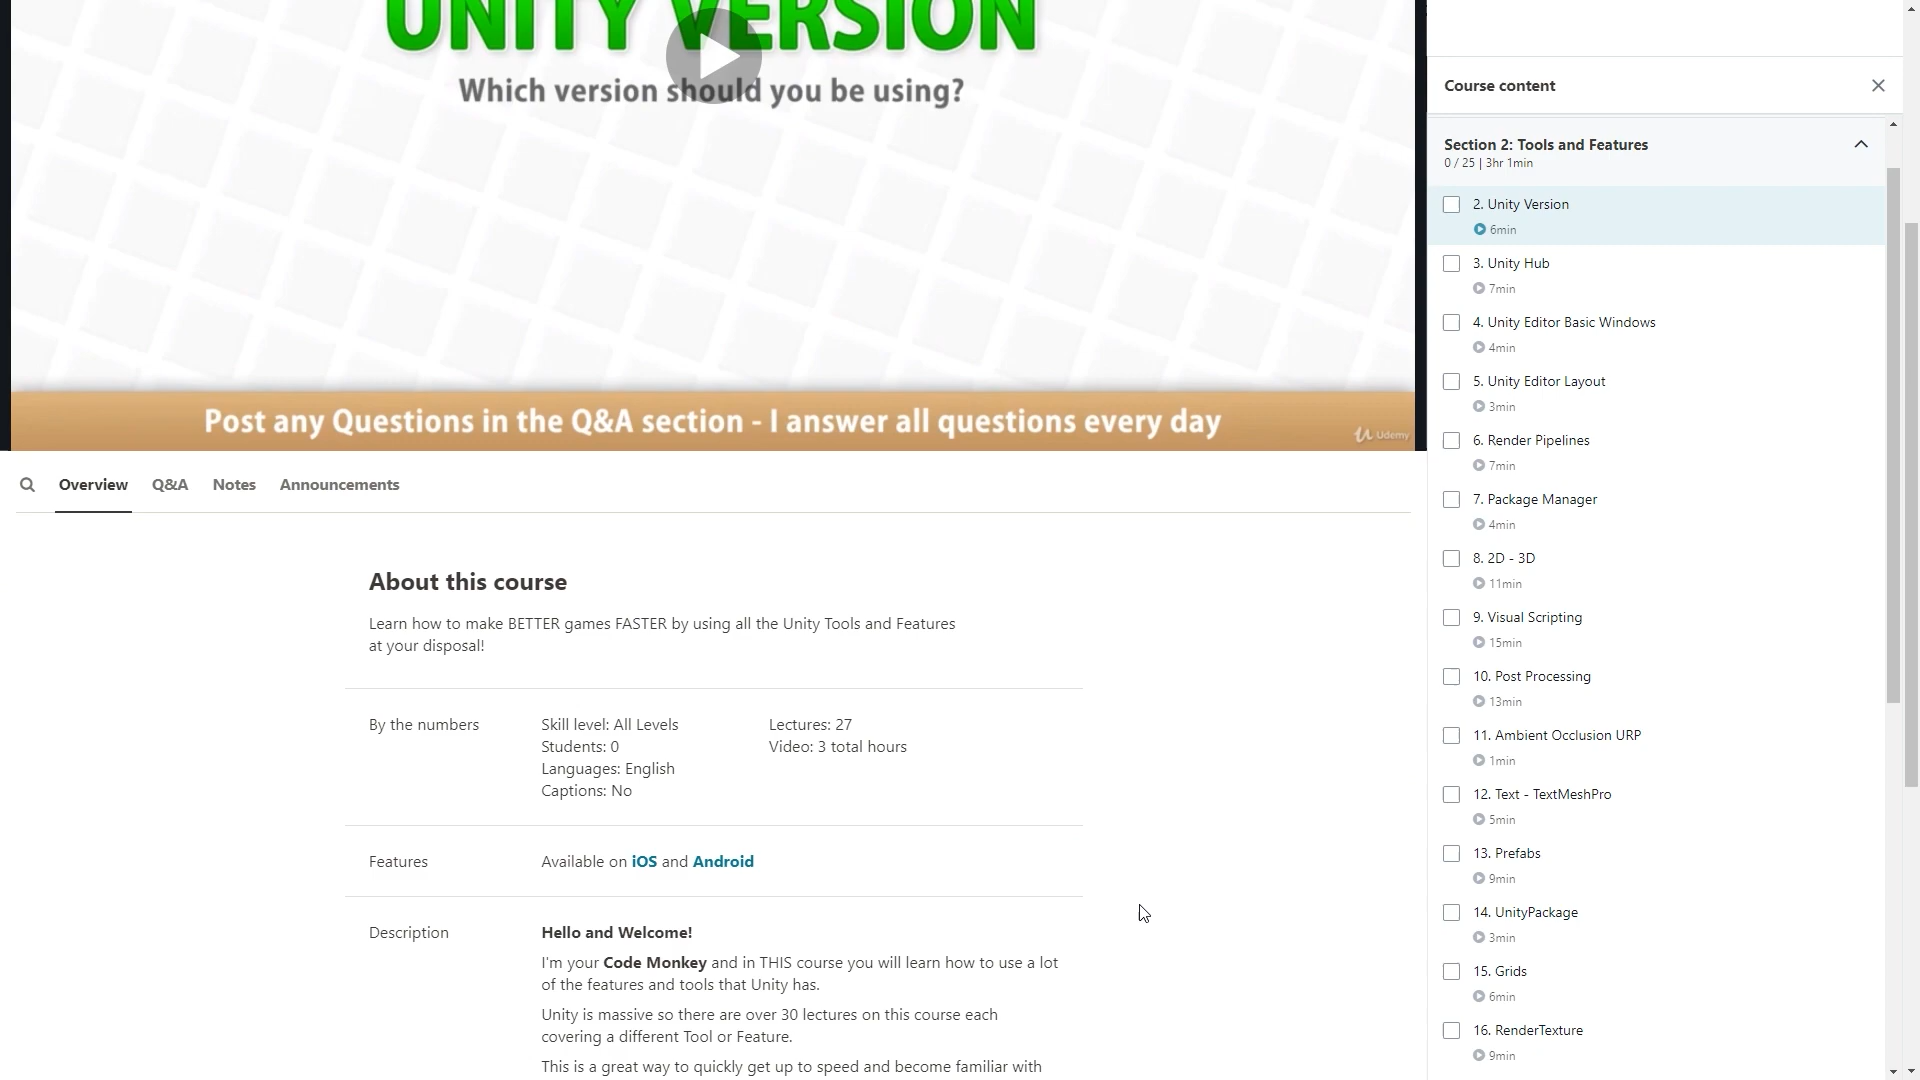 UNITY VERSION
Which version should you be using?
Post any Questions in the Q&A section - I answer all questions every day
Udemy
Overview
Q&A
Notes
Announcements
About this course
Learn how to make BETTER games FASTER by using all the Unity Tools and Features
at your disposal!
By the numbers
Skill level: All Levels
Students: 0
Languages: English
Captions: No
Lectures: 27
Video: 3 total hours
Features
Available on iOS and Android
Description
Hello and Welcome!
I'm your Code Monkey and in THIS course you will learn how to use a lot
of the features and tools that Unity has.
Unity is massive so there are over 30 lectures on this course each
covering a different Tool or Feature.
This is a great way to quickly get up to speed and become familiar with
Course content
Section 2: Tools and Features
0 / 25 | 3hr 1min
2. Unity Version
6min
3. Unity Hub
7min
4. Unity Editor Basic Windows
4min
5. Unity Editor Layout
3min
6. Render Pipelines
7min
7. Package Manager
4min
8. 2D - 3D
11min
9. Visual Scripting
15min
10. Post Processing
13min
11. Ambient Occlusion URP
1min
12. Text - TextMeshPro
5min
13. Prefabs
9min
14. UnityPackage
3min
15. Grids
6min
16. RenderTexture
9min